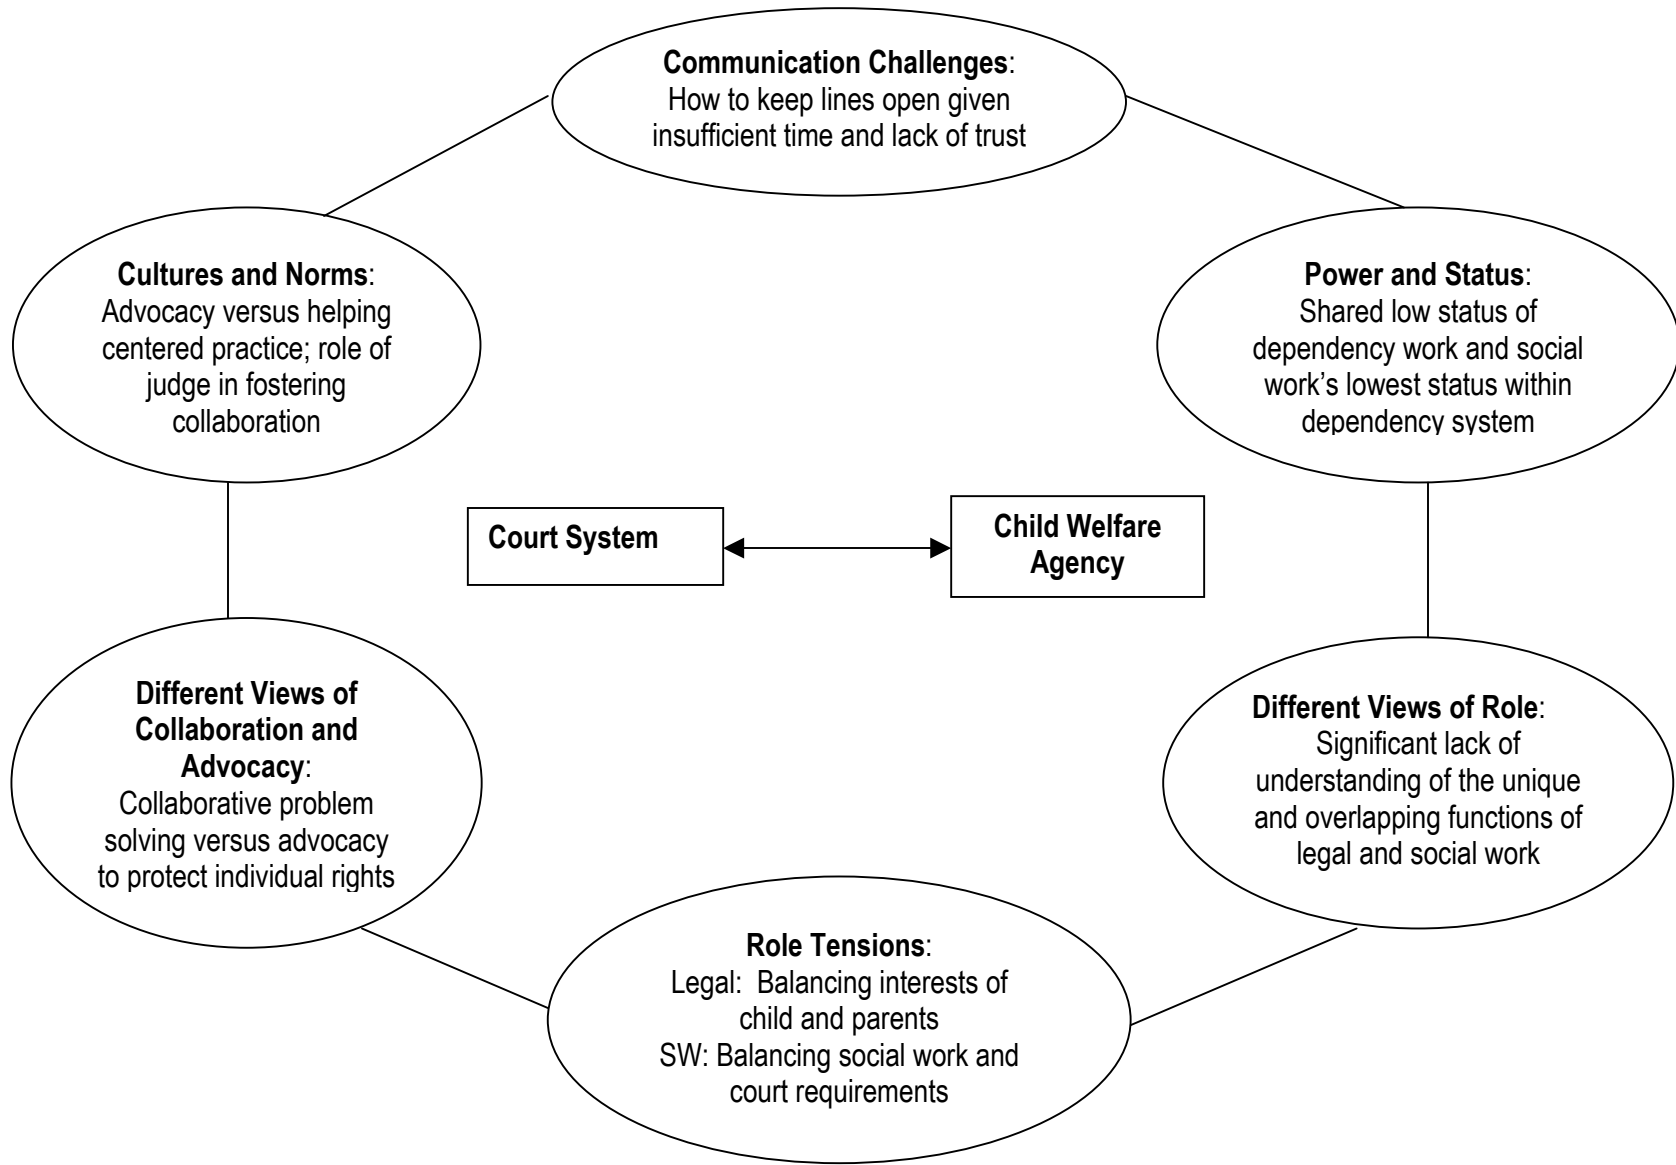 Communication Challenges:
How to keep lines open given
insufficient time and lack of trust
Cultures and Norms:
Advocacy versus helping
centered practice; role of
judge in fostering
collaboration
Power and Status:
Shared low status of
dependency work and social
work’s lowest status within
dependency system
Court System
Child Welfare
Agency
Different Views of
Collaboration and
Advocacy:
Collaborative problem
solving versus advocacy
to protect individual rights
Different Views of Role:
Significant lack of
understanding of the unique
and overlapping functions of
legal and social work
Role Tensions:
Legal:  Balancing interests of
child and parents
SW: Balancing social work and
court requirements